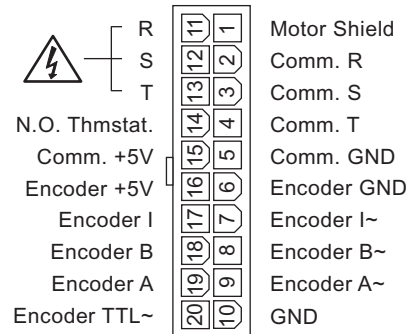 R 11 1 Motor Shield
S 12 2 Comm. R
T 13 3 Comm. S
N.O. Thmstat. 14 4 Comm. T
Comm. +5V 15 5 Comm. GND
Encoder +5V 16 6 Encoder GND
Encoder I 17 7 Encoder I~
Encoder B 18 8 Encoder B~
Encoder A 19 9 Encoder A~
Encoder TTL~ 20 10 GND